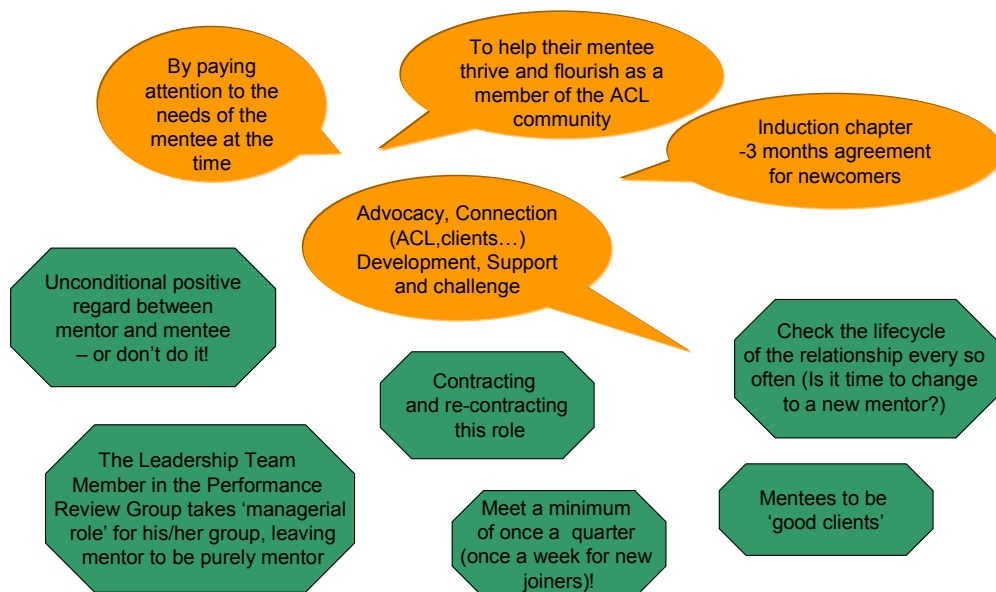 By paying
attention to the
needs of the
mentee at the
time
To help their mentee
thrive and flourish as a
member of the ACL
community
Induction chapter
-3 months agreement
for newcomers
Advocacy, Connection
(ACL,clients…)
Development, Support
and challenge
Unconditional positive
regard between
mentor and mentee
– or don’t do it!
Contracting
and re-contracting
this role
Check the lifecycle
of the relationship every so
often (Is it time to change
to a new mentor?)
The Leadership Team
Member in the Performance
Review Group takes ‘managerial
role’ for his/her group, leaving
mentor to be purely mentor
Meet a minimum
of once a  quarter
(once a week for new
joiners)!
Mentees to be
‘good clients’